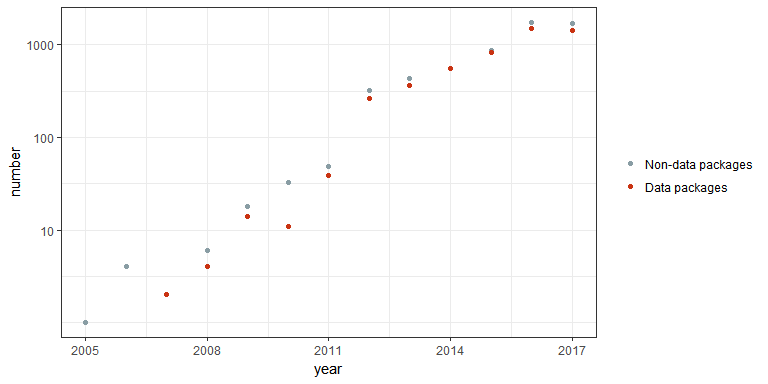 1000
100
10
number
2005 2008 2011 2014 2017
year
Non-data packages
Data packages